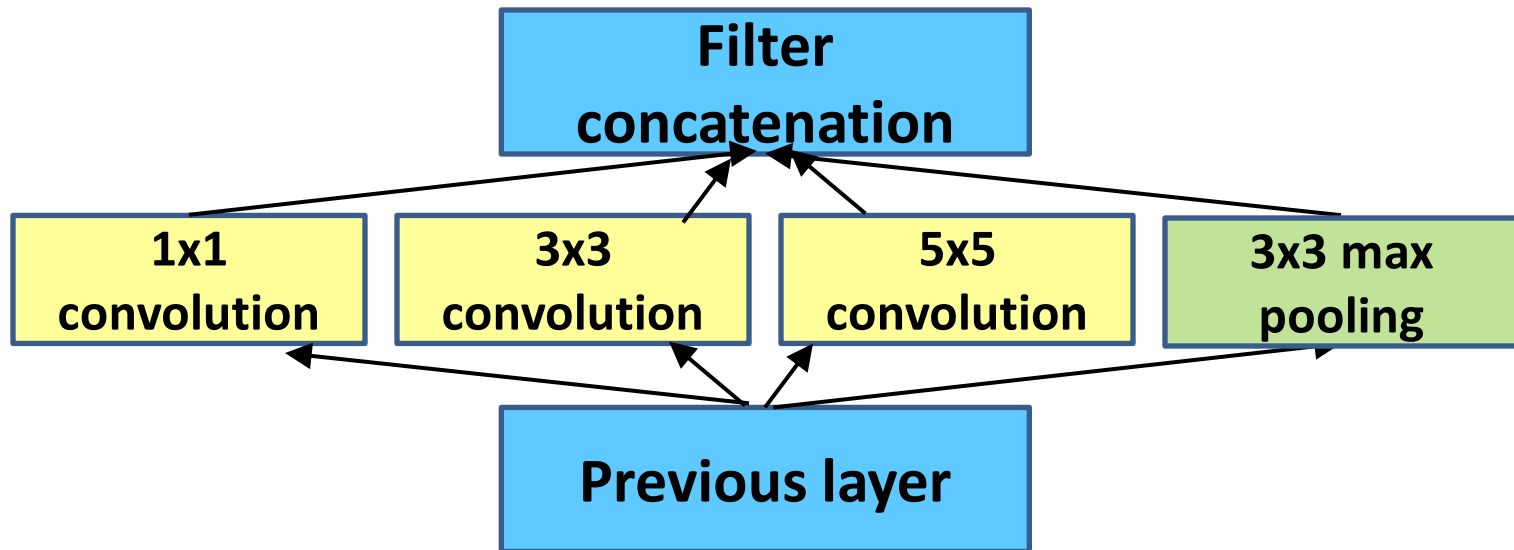 Filter
concatenation
1x1
convolution
3x3
convolution
5x5
convolution
3x3 max
pooling
Previous layer